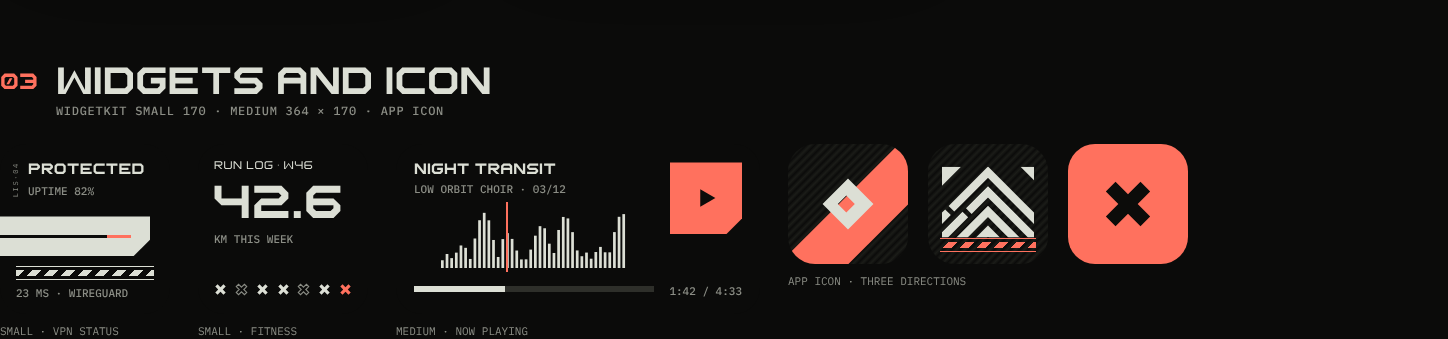 03 WIDGETS AND ICON
WIDGETKIT SMALL 170 · MEDIUM 364 × 170 · APP ICON
LIS-04
PROTECTED
UPTIME 82%
23 MS · WIREGUARD
SMALL · VPN STATUS
RUN LOG · W46
42.6
KM THIS WEEK
SMALL · FITNESS
NIGHT TRANSIT
LOW ORBIT CHOIR · 03/12
1:42 / 4:33
MEDIUM · NOW PLAYING
APP ICON · THREE DIRECTIONS